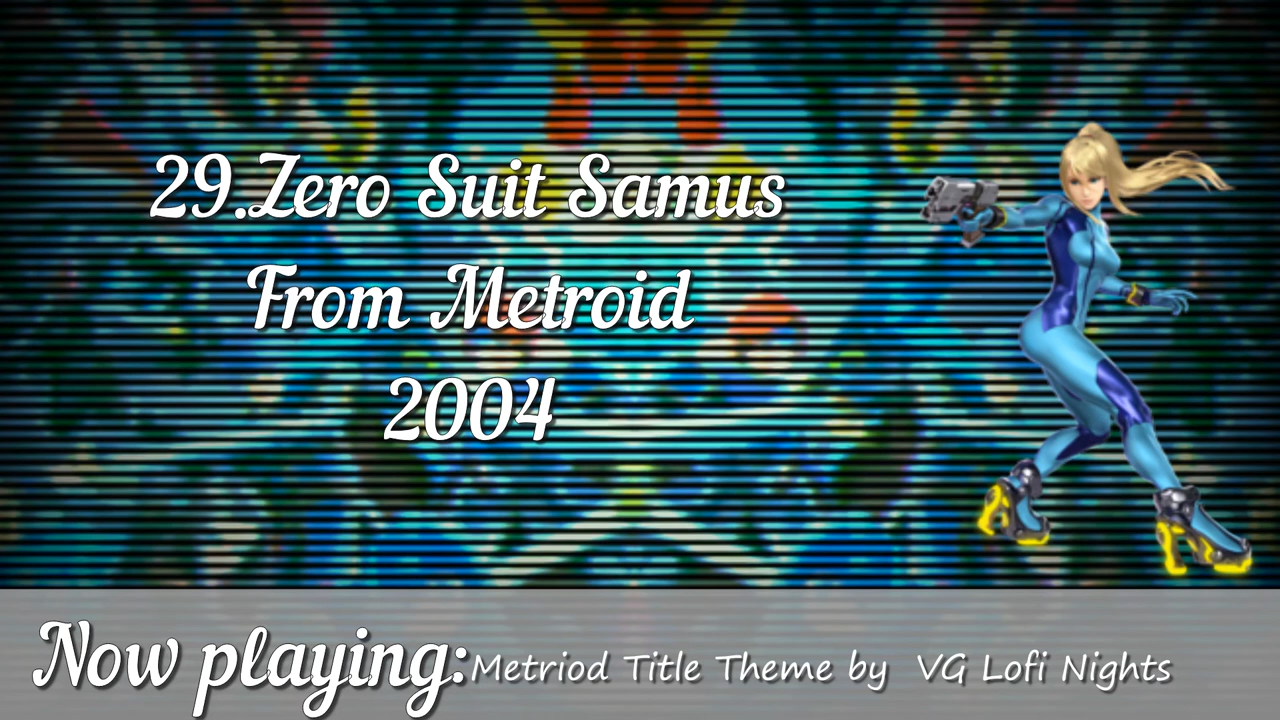 29.Zero Suit Samus
From Metroid
2004
Now playing:Metriod Title Theme by VG Lofi Nights